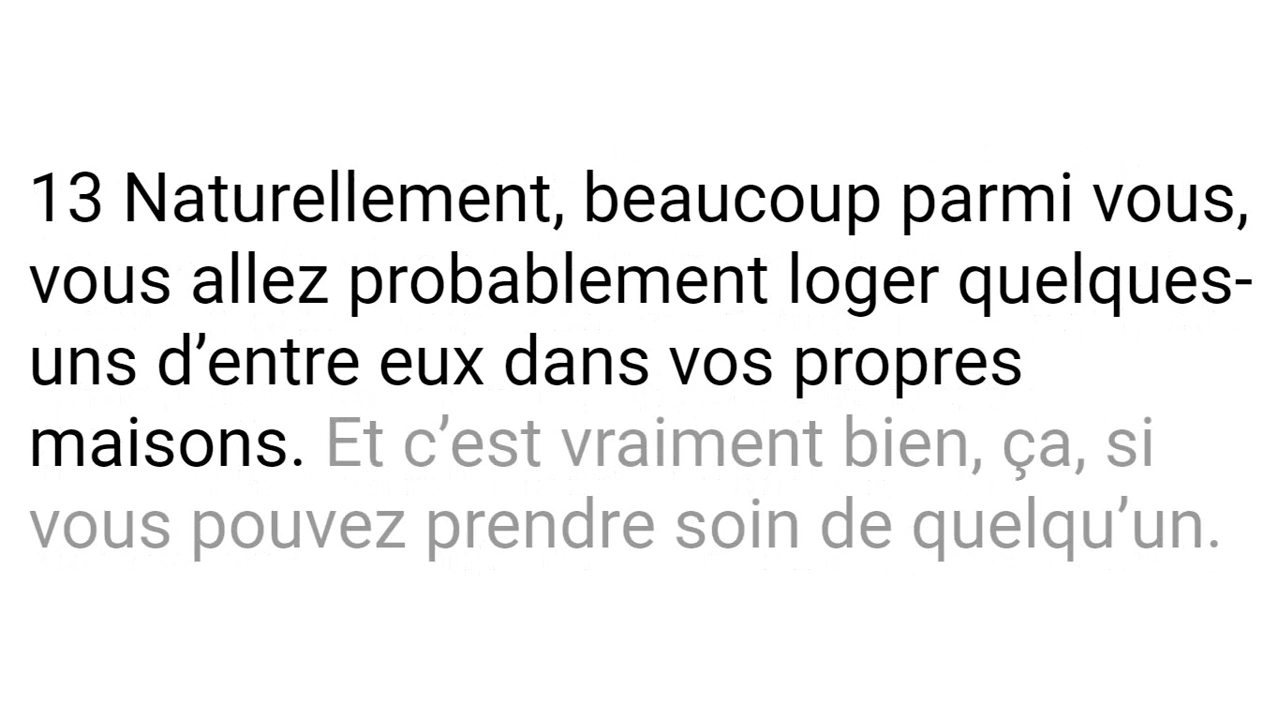 13 Naturellement, beaucoup parmi vous,
vous allez probablement loger quelques-
uns d’entre eux dans vos propres
maisons. Et c’est vraiment bien, ça, si
vous pouvez prendre soin de quelqu’un.